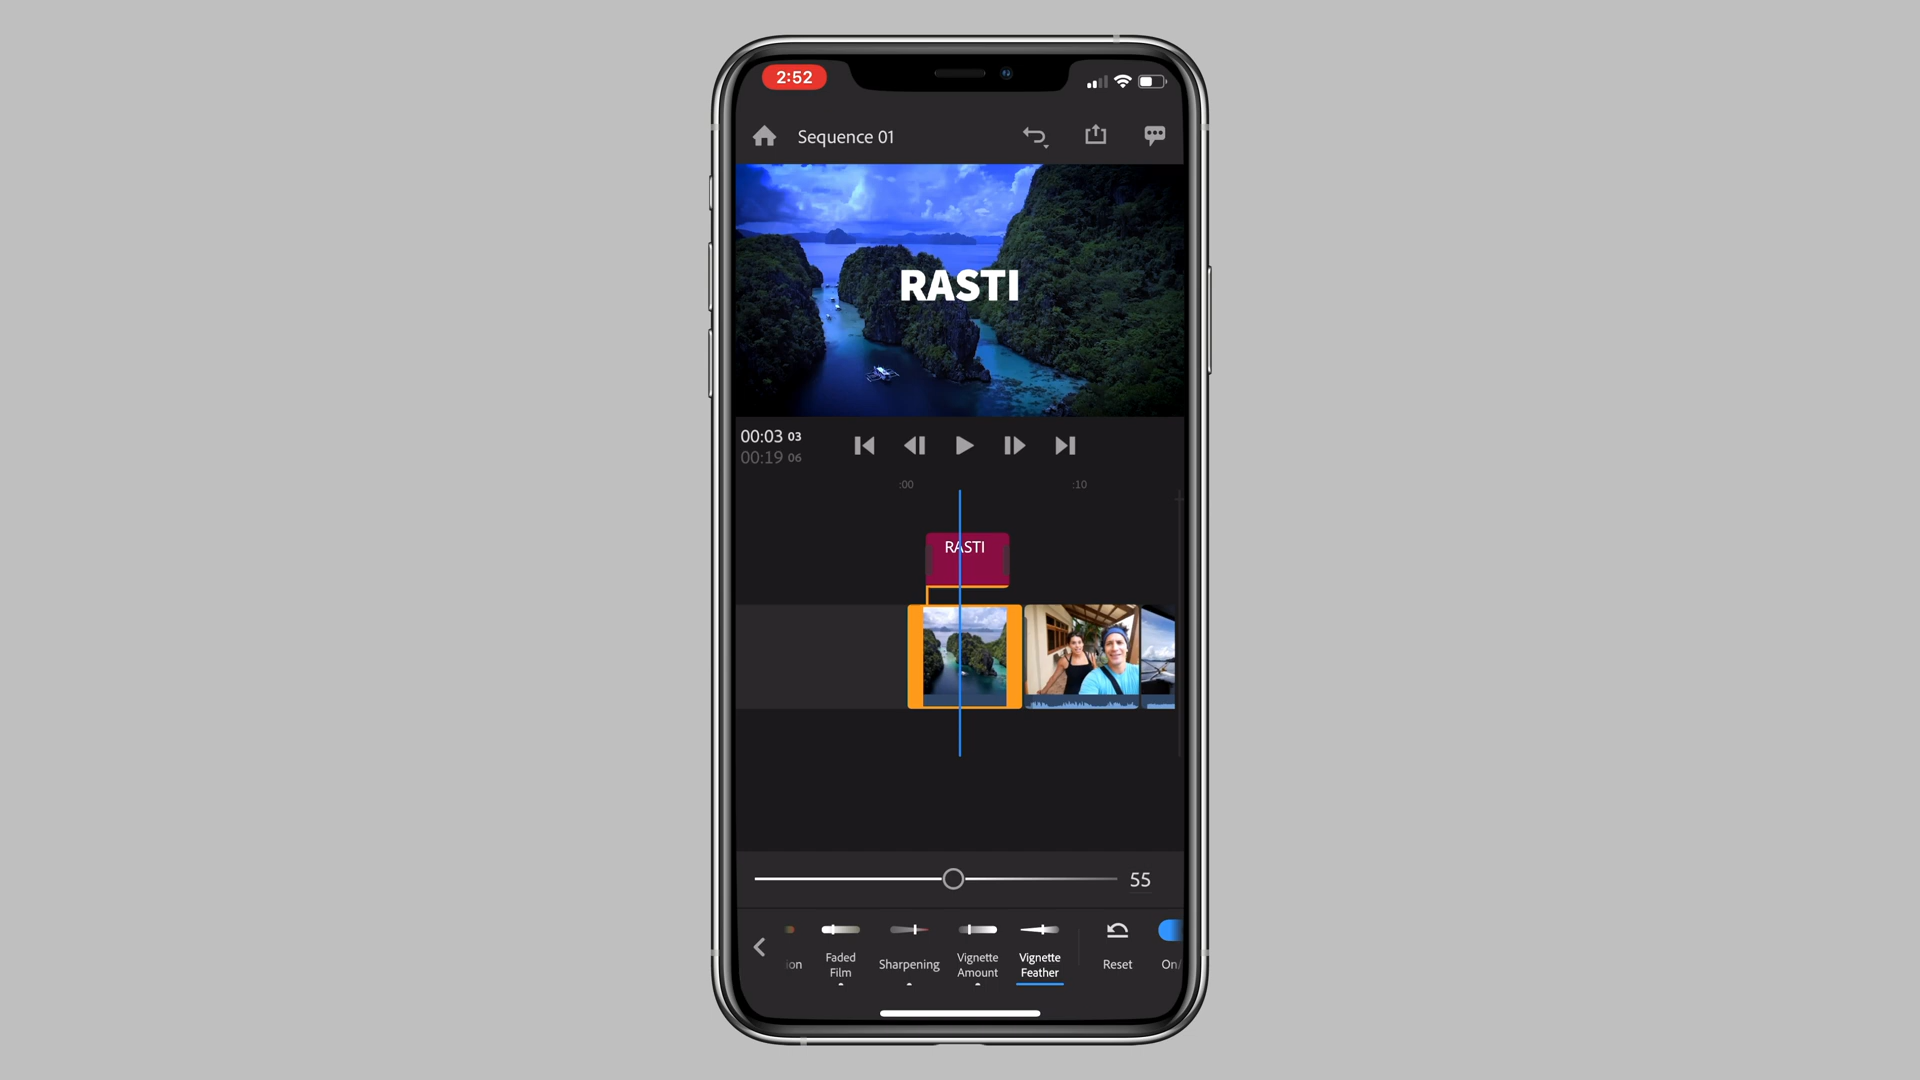 2:52
Sequence 01
RASTI
00:03 03
00:19 06
:00
:10
RASTI
55
ion
Faded
Film
Sharpening
Vignette
Amount
Vignette
Feather
Reset
On/